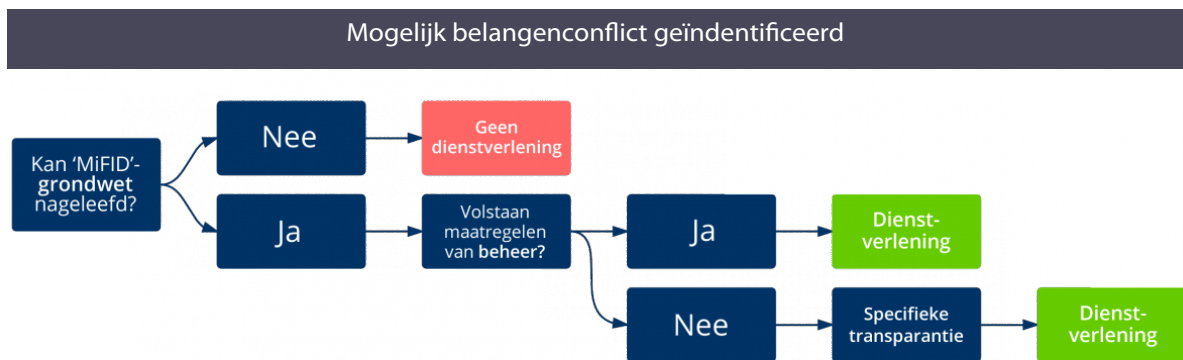 Mogelijk belangenconflict geïndentificeerd
Kan ‘MiFID’-
grondwet
nageleefd?
Nee
Geen
dienstverlening
Ja
Volstaan
maatregelen
van beheer?
Ja
Dienst-
verlening
Nee
Specifieke
transparantie
Dienst-
verlening